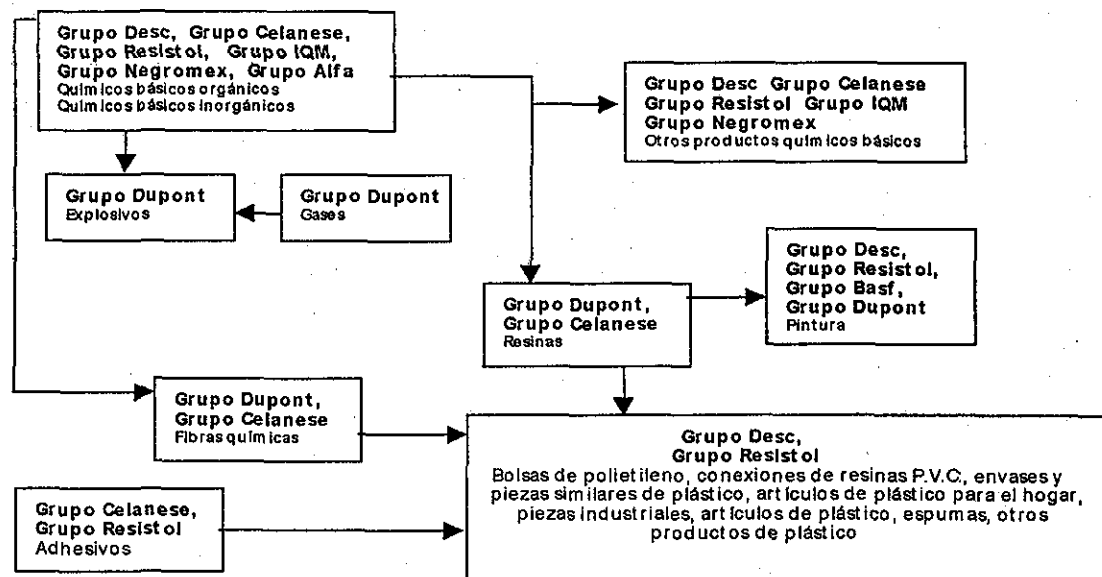 Grupo Desc, Grupo Celanese,
Grupo Resistol, Grupo IQM,
Grupo Negromex, Grupo Alfa
Químicos básicos orgánicos
Químicos básicos inorgánicos
Grupo Desc Grupo Celanese
Grupo Resistol Grupo IQM
Grupo Negromex
Otros productos químicos básicos
Grupo Dupont
Explosivos
Grupo Dupont
Gases
Grupo Desc,
Grupo Resistol,
Grupo Basf,
Grupo Dupont
Pintura
Grupo Dupont,
Grupo Celanese
Resinas
Grupo Dupont,
Grupo Celanese
Fibras químicas
Grupo Desc,
Grupo Resistol
Bolsas de polietileno, conexiones de resinas P.V.C, envases y
piezas similares de plástico, artículos de plástico para el hogar,
piezas industriales, artículos de plástico, espumas, otros
productos de plástico
Grupo Celanese,
Grupo Resistol
Adhesivos